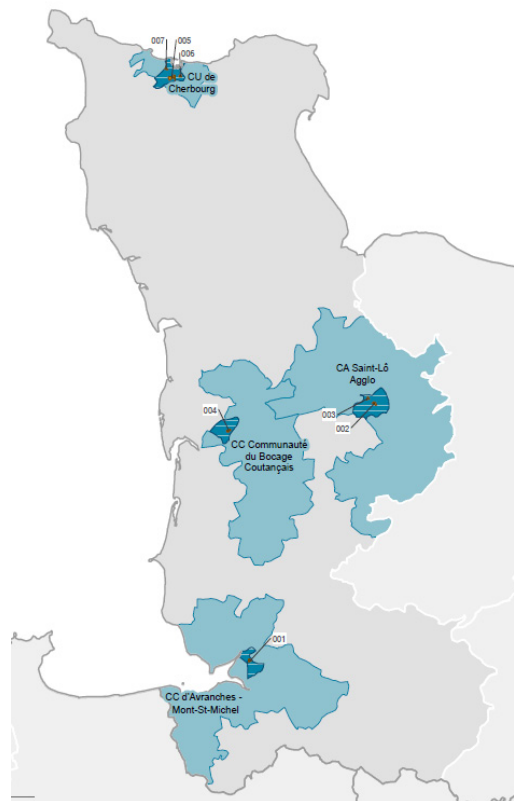 007
005
006
CU de
Cherbourg
CA Saint-Lô
Agglo
003
002
004
CC Communauté
du Bocage
Coutançais
001
CC d'Avranches -
Mont-St-Michel